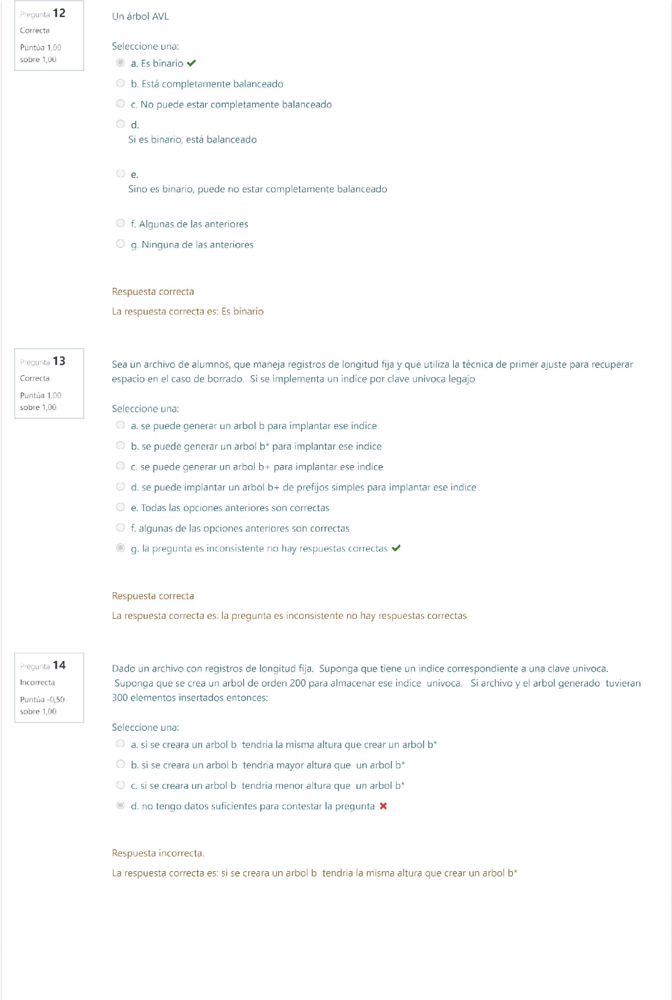 Pregunta 12
Correcta
Puntúa 1,00
sobre 1,00
Un árbol AVL
Seleccione una:
a. Es binario
b. Está completamente balanceado
c. No puede estar completamente balanceado
d.
Si es binario, está balanceado
e.
Sino es binario, puede no estar completamente balanceado
f. Algunas de las anteriores
g. Ninguna de las anteriores
Respuesta correcta
La respuesta correcta es: Es binario
Pregunta 13
Correcta
Puntúa 1,00
sobre 1,00
Sea un archivo de alumnos, que maneja registros de longitud fija y que utiliza la técnica de primer ajuste para recuperar
espacio en el caso de borrado. Si se implementa un indice por clave unívoca legajo
Seleccione una:
a. se puede generar un arbol b para implantar ese indice
b. se puede generar un arbol b* para implantar ese indice
c. se puede generar un arbol b+ para implantar ese indice
d. se puede implantar un arbol b+ de prefijos simples para implantar ese indice
e. Todas las opciones anteriores son correctas
f. algunas de las opciones anteriores son correctas
g. la pregunta es inconsistente no hay respuestas correctas
Respuesta correcta
La respuesta correcta es: la pregunta es inconsistente no hay respuestas correctas
Pregunta 14
Incorrecta
Puntúa -0,50
sobre 1,00
Dado un archivo con registros de longitud fija. Suponga que tiene un indice correspondiente a una clave univoca.
Suponga que se crea un arbol de orden 200 para almacenar ese indice univoca. Si archivo y el arbol generado tuvieran
300 elementos insertados entonces:
Seleccione una:
a. si se creara un arbol b tendria la misma altura que crear un arbol b*
b. si se creara un arbol b tendria mayor altura que un arbol b*
c. si se creara un arbol b tendria menor altura que un arbol b*
d. no tengo datos suficientes para contestar la pregunta
Respuesta incorrecta.
La respuesta correcta es: si se creara un arbol b tendria la misma altura que crear un arbol b*